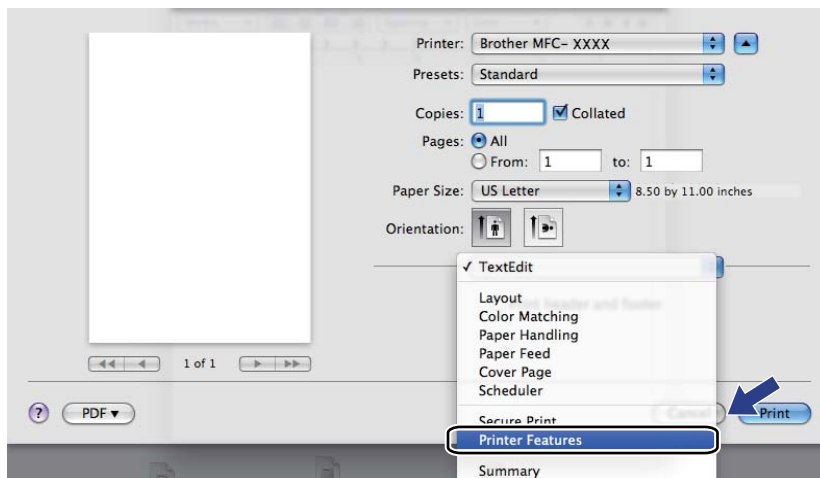 Printer: Brother MFC- XXXX
Presets: Standard
Copies: 1 Collated
Pages: All
From: 1 to: 1
Paper Size: US Letter 8.50 by 11.00 inches
Orientation:
TextEdit
Layout
Color Matching
Paper Handling
Paper Feed
Cover Page
Scheduler
Secure Print
Printer Features
Summary
1 of 1
? PDF Cancel Print